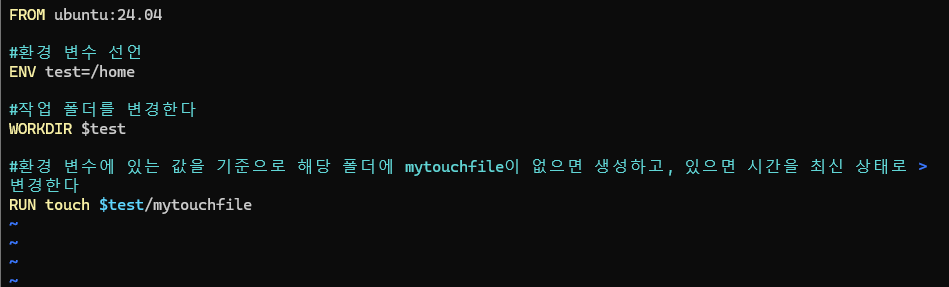 FROM ubuntu:24.04
#환경 변수 선언
ENV test=/home
#작업 폴더를 변경한다
WORKDIR $test
#환경 변수에 있는 값을 기준으로 해당 폴더에 mytouchfile이 없으면 생성하고, 있으면 시간을 최신 상태로 >
변경한다
RUN touch $test/mytouchfile
~
~
~
~